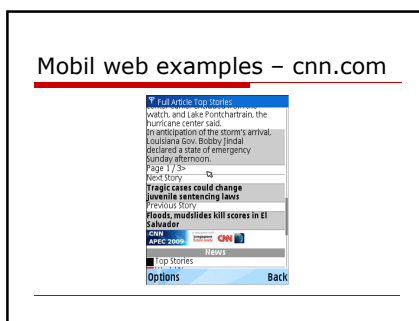 Mobil web examples – cnn.com
Full Article Top Stories
watch, and Lake Pontchartrain, the
hurricane center said.
In anticipation of the storm's arrival,
Louisiana Gov. Bobby Jindal
declared a state of emergency
Sunday afternoon.
Page 1 / 3>
Next Story
Tragic cases could change
juvenile sentencing laws
Previous Story
Floods, mudslides kill scores in El
Salvador
CNN
APEC 2009
CNN
News
Top Stories
Options Back